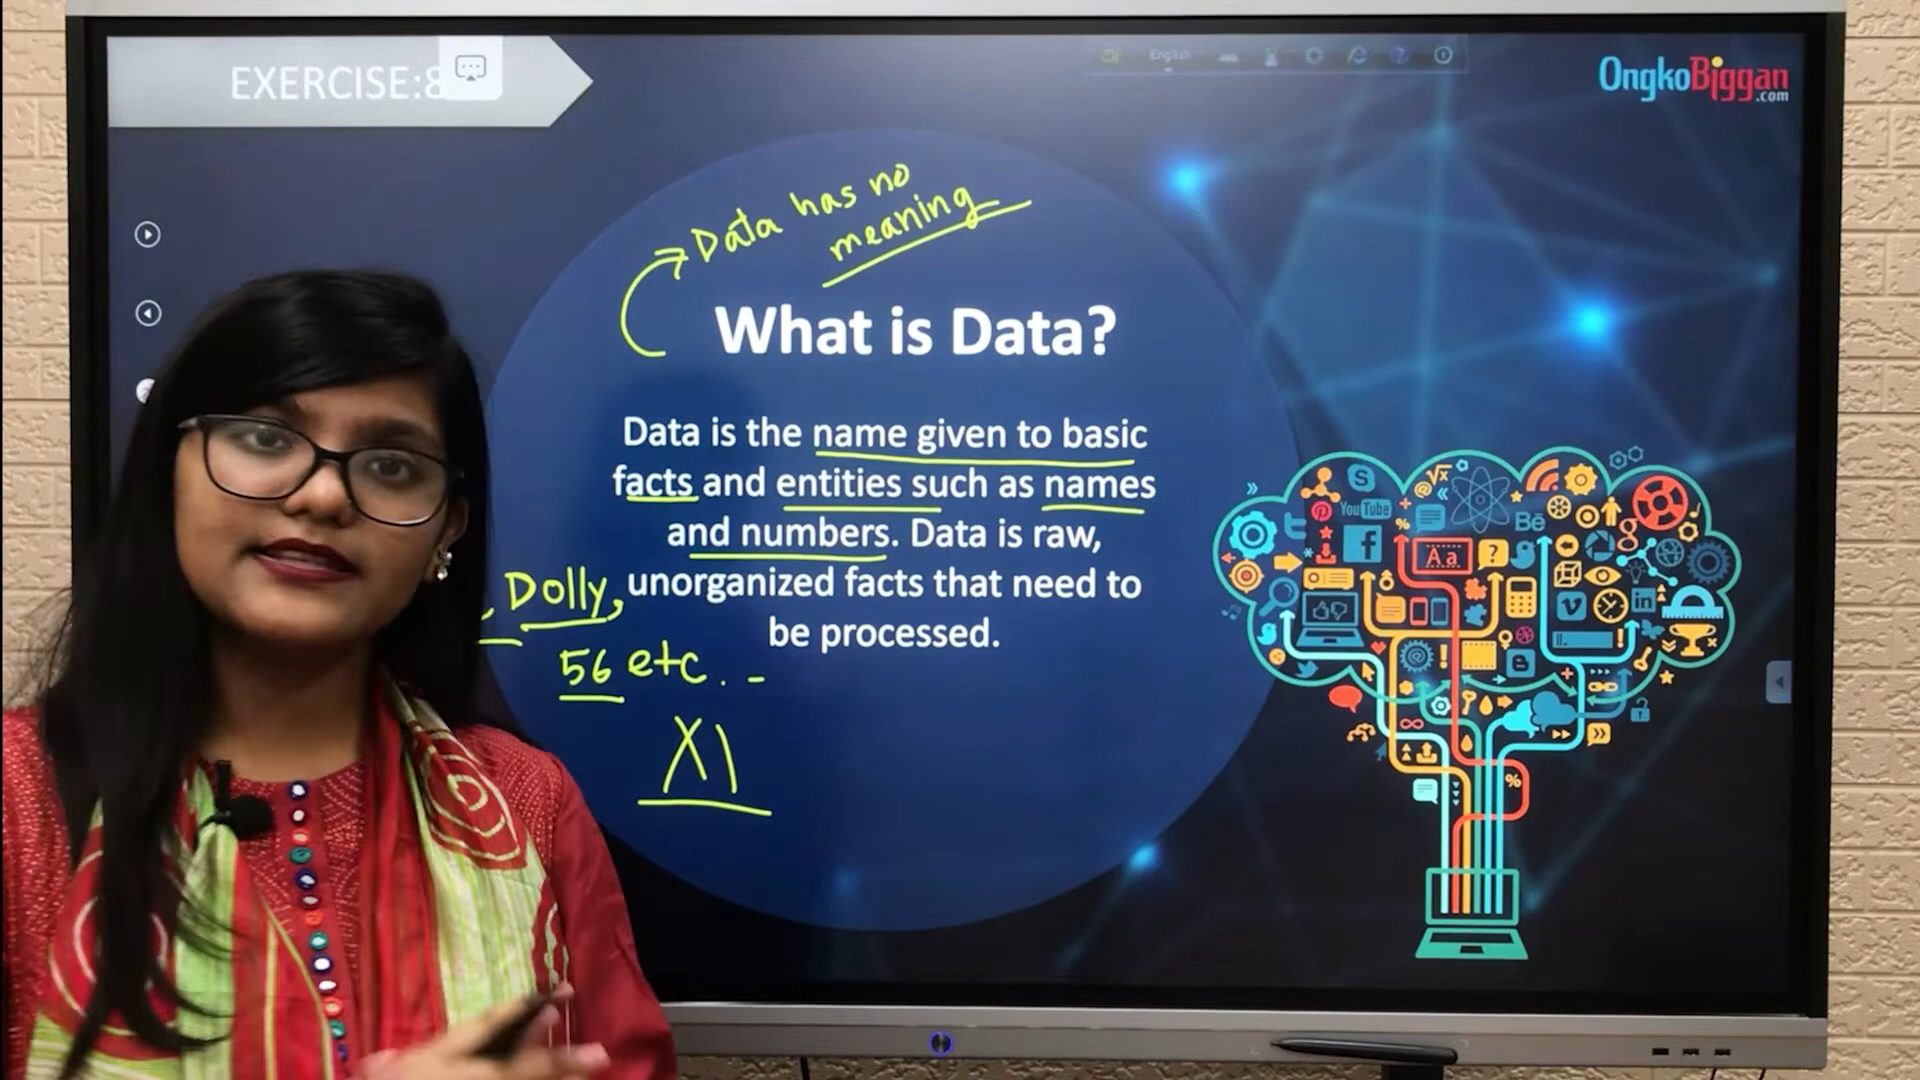 EXERCISE:8
English
OngkoBiggan
.com
Data has no
meaning
What is Data?
Data is the name given to basic
facts and entities such as names
and numbers. Data is raw,
unorganized facts that need to
be processed.
, Dolly,
56 etc. -
XI
YouTube
Bē
Aa
in